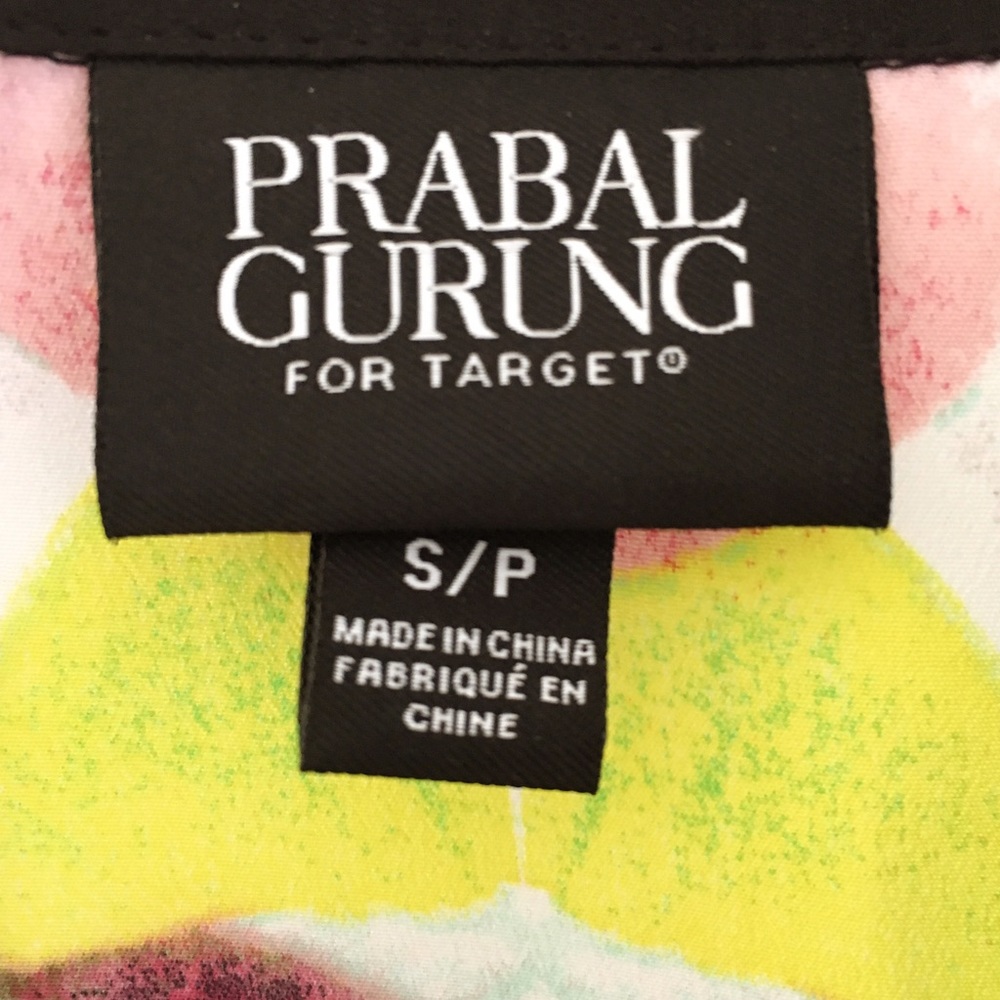 PRABAL
GURUNG
FOR TARGET®
S/P
MADE IN CHINA
FABRIQUÉ EN
CHINE